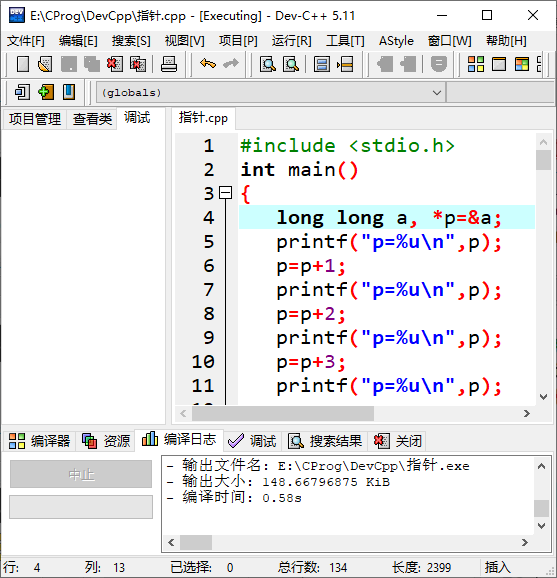 E:\CProg\DevCpp\指针.cpp - [Executing] - Dev-C++ 5.11
文件[F] 编辑[E] 搜索[S] 视图[V] 项目[P] 运行[R] 工具[T] AStyle 窗口[W] 帮助[H]
(globals)
项目管理 查看类 调试 指针.cpp
1 #include <stdio.h>
2 int main()
3 {
4 long long a, *p=&a;
5 printf("p=%u\n",p);
6 p=p+1;
7 printf("p=%u\n",p);
8 p=p+2;
9 printf("p=%u\n",p);
10 p=p+3;
11 printf("p=%u\n",p);
编译器 资源 编译日志 调试 搜索结果 关闭
中止
- 输出文件名: E:\CProg\DevCpp\指针.exe
- 输出大小: 148.66796875 KiB
- 编译时间: 0.58s
行: 4 列: 13 已选择: 0 总行数: 134 长度: 2399 插入